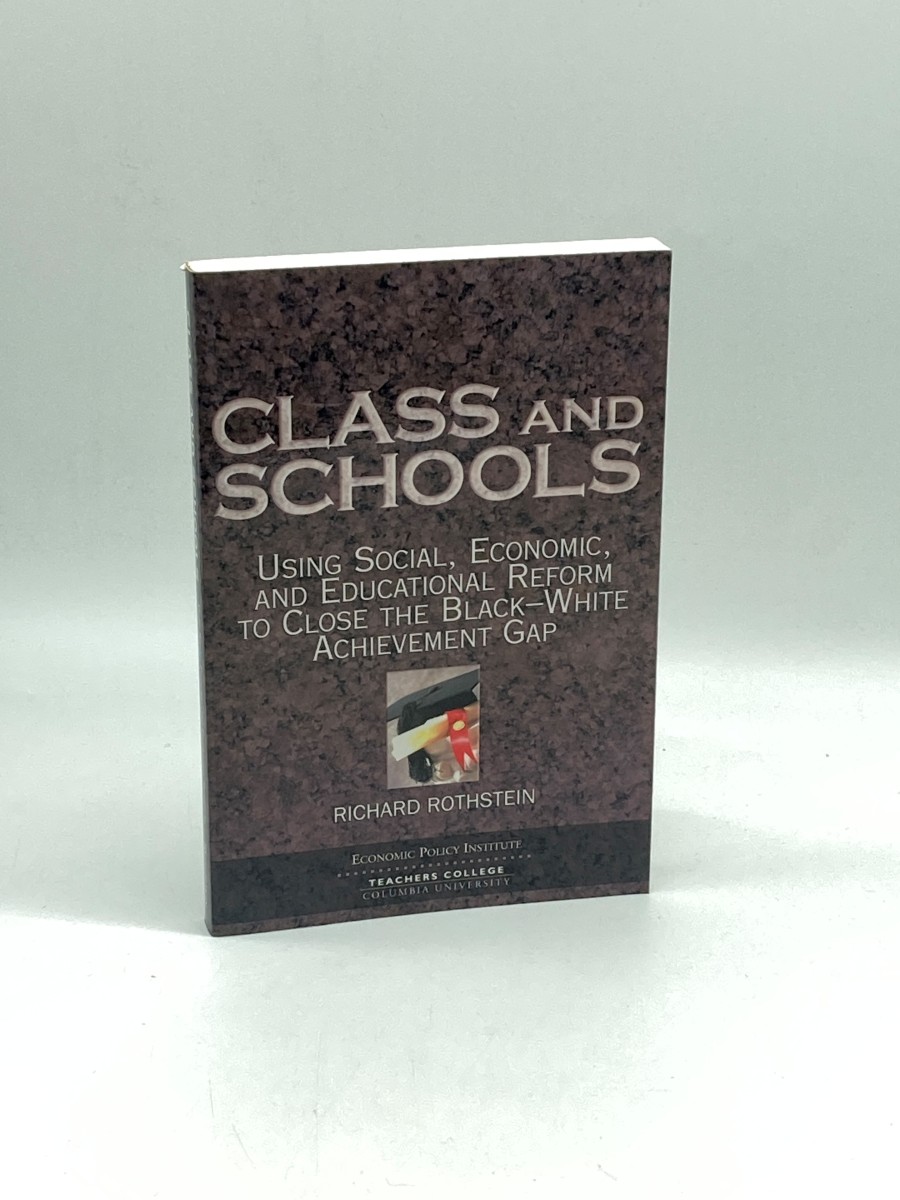 CLASS AND
SCHOOLS
USING SOCIAL, ECONOMIC,
AND EDUCATIONAL REFORM
TO CLOSE THE BLACK–WHITE
ACHIEVEMENT GAP
RICHARD ROTHSTEIN
ECONOMIC POLICY INSTITUTE
TEACHERS COLLEGE
COLUMBIA UNIVERSITY